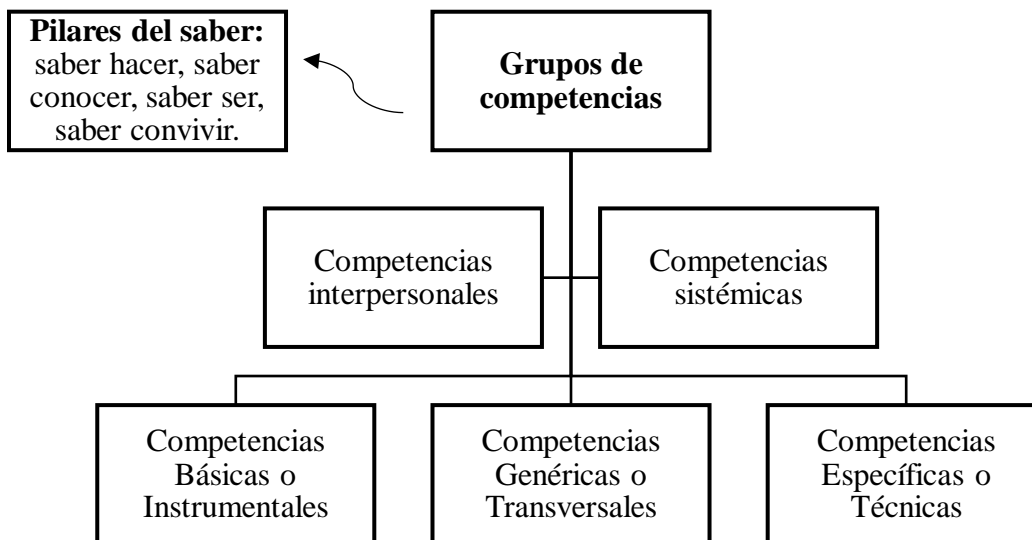 Pilares del saber:
saber hacer, saber
conocer, saber ser,
saber convivir.
Grupos de
competencias
Competencias
interpersonales
Competencias
sistémicas
Competencias
Básicas o
Instrumentales
Competencias
Genéricas o
Transversales
Competencias
Específicas o
Técnicas